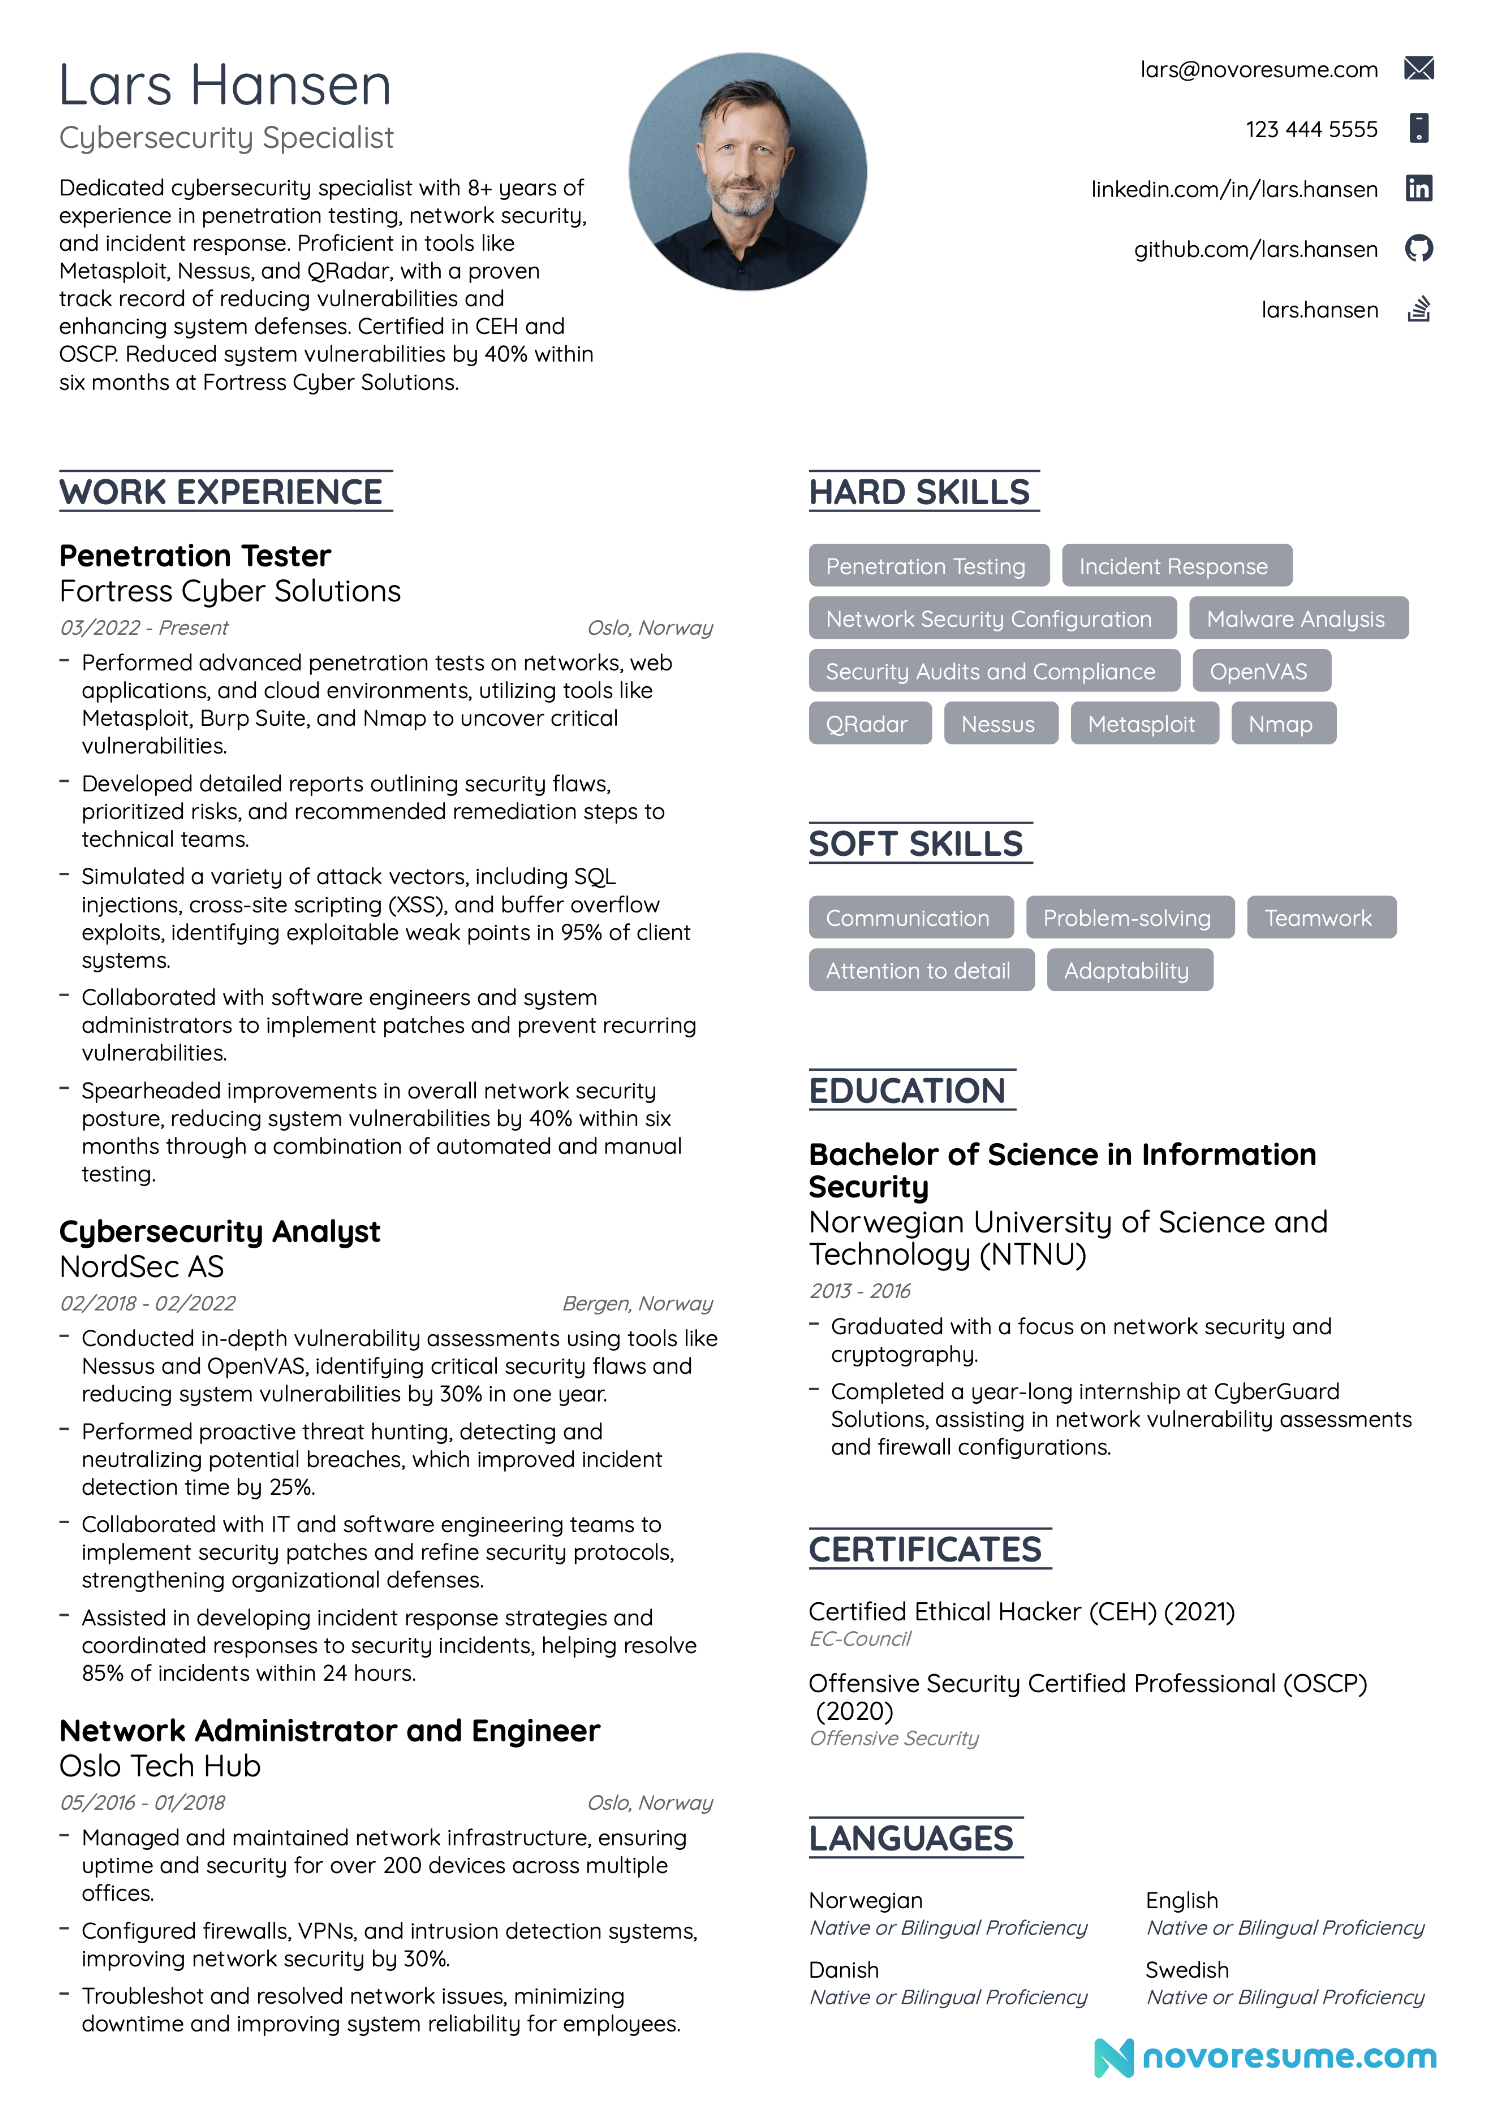 Lars Hansen
Cybersecurity Specialist
Dedicated cybersecurity specialist with 8+ years of
experience in penetration testing, network security,
and incident response. Proficient in tools like
Metasploit, Nessus, and QRadar, with a proven
track record of reducing vulnerabilities and
enhancing system defenses. Certified in CEH and
OSCP. Reduced system vulnerabilities by 40% within
six months at Fortress Cyber Solutions.
lars@novoresume.com
123 444 5555
linkedin.com/in/lars.hansen
github.com/lars.hansen
lars.hansen
WORK EXPERIENCE
Penetration Tester
Fortress Cyber Solutions
03/2022 - Present Oslo, Norway
– Performed advanced penetration tests on networks, web
applications, and cloud environments, utilizing tools like
Metasploit, Burp Suite, and Nmap to uncover critical
vulnerabilities.
– Developed detailed reports outlining security flaws,
prioritized risks, and recommended remediation steps to
technical teams.
– Simulated a variety of attack vectors, including SQL
injections, cross-site scripting (XSS), and buffer overflow
exploits, identifying exploitable weak points in 95% of client
systems.
– Collaborated with software engineers and system
administrators to implement patches and prevent recurring
vulnerabilities.
– Spearheaded improvements in overall network security
posture, reducing system vulnerabilities by 40% within six
months through a combination of automated and manual
testing.
Cybersecurity Analyst
NordSec AS
02/2018 - 02/2022 Bergen, Norway
– Conducted in-depth vulnerability assessments using tools like
Nessus and OpenVAS, identifying critical security flaws and
reducing system vulnerabilities by 30% in one year.
– Performed proactive threat hunting, detecting and
neutralizing potential breaches, which improved incident
detection time by 25%.
– Collaborated with IT and software engineering teams to
implement security patches and refine security protocols,
strengthening organizational defenses.
– Assisted in developing incident response strategies and
coordinated responses to security incidents, helping resolve
85% of incidents within 24 hours.
Network Administrator and Engineer
Oslo Tech Hub
05/2016 - 01/2018 Oslo, Norway
– Managed and maintained network infrastructure, ensuring
uptime and security for over 200 devices across multiple
offices.
– Configured firewalls, VPNs, and intrusion detection systems,
improving network security by 30%.
– Troubleshot and resolved network issues, minimizing
downtime and improving system reliability for employees.
HARD SKILLS
Penetration Testing Incident Response
Network Security Configuration Malware Analysis
Security Audits and Compliance OpenVAS
QRadar Nessus Metasploit Nmap
SOFT SKILLS
Communication Problem-solving Teamwork
Attention to detail Adaptability
EDUCATION
Bachelor of Science in Information
Security
Norwegian University of Science and
Technology (NTNU)
2013 - 2016
– Graduated with a focus on network security and
cryptography.
– Completed a year-long internship at CyberGuard
Solutions, assisting in network vulnerability assessments
and firewall configurations.
CERTIFICATES
Certified Ethical Hacker (CEH) (2021)
EC-Council
Offensive Security Certified Professional (OSCP)
(2020)
Offensive Security
LANGUAGES
Norwegian English
Native or Bilingual Proficiency Native or Bilingual Proficiency
Danish Swedish
Native or Bilingual Proficiency Native or Bilingual Proficiency
novoresume.com